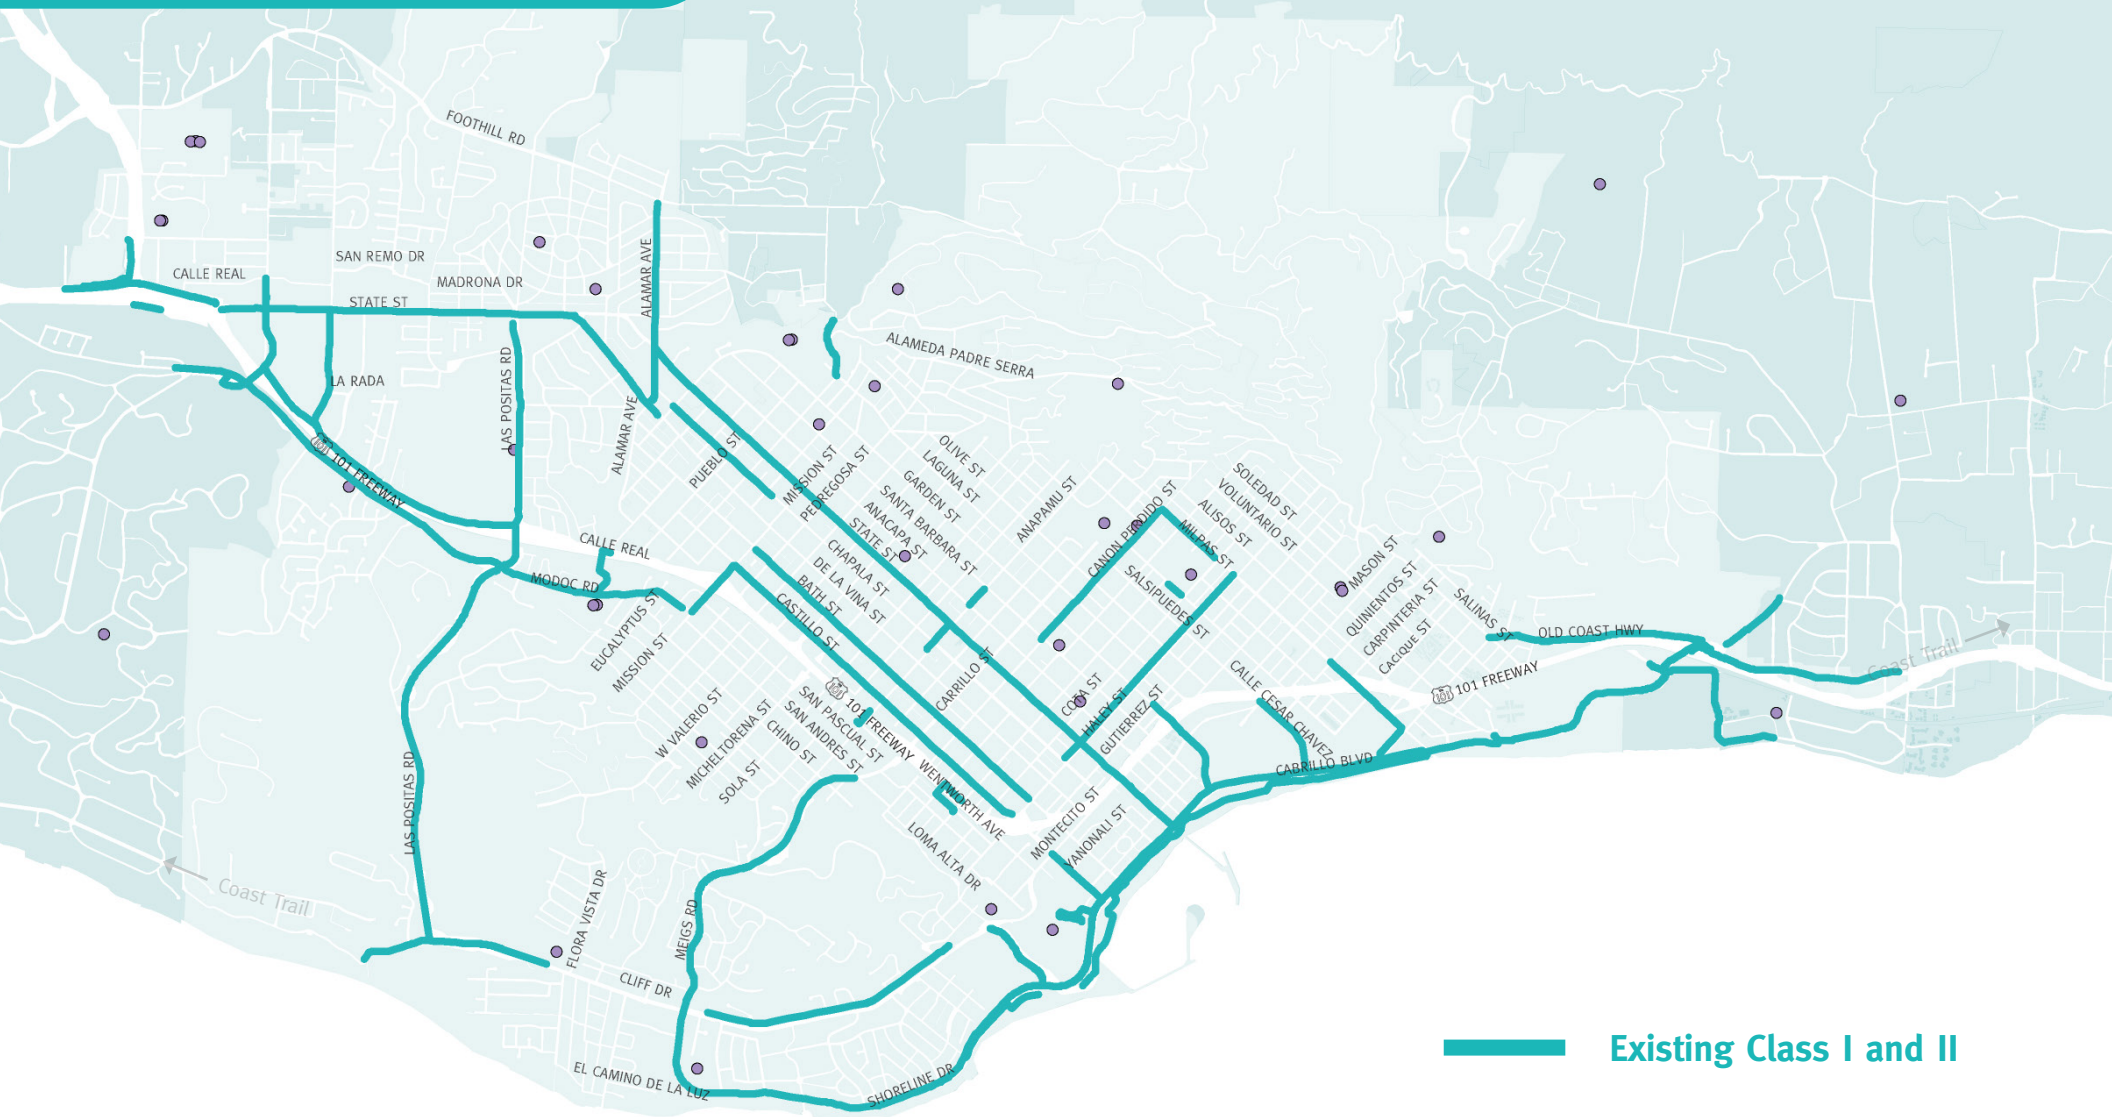 FOOTHILL RD
SAN REMO DR
CALLE REAL
MADRONA DR
ALAMAR AVE
STATE ST
ALAMEDA PADRE SERRA
LA RADA
LAS POSITAS RD
ALAMAR AVE
PUEBLO ST
MISSION ST
PEDREGOSA ST
OLIVE ST
LAGUNA ST
GARDEN ST
SANTA BARBARA ST
ANACAPA ST
STATE ST
CHAPALA ST
DE LA VINA ST
BATH ST
CASTILLO ST
ANAPAMU ST
CANON PERDIDO ST
MILPAS ST
SOLEDAD ST
VOLUNTARIO ST
ALISOS ST
SALSIPUEDES ST
MASON ST
QUINIENTOS ST
CARPINTERIA ST
CACIQUE ST
SALINAS ST
OLD COAST HWY
Coast Trail
101
101 FREEWAY
CALLE REAL
MODOC RD
EUCALYPTUS ST
MISSION ST
W VALERIO ST
MICHELTORENA ST
SOLA ST
SAN PASCUAL ST
SAN ANDRES ST
CHINO ST
101
101 FREEWAY
WENTWORTH AVE
CARRILLO ST
COTA ST
HALEY ST
GUTIERREZ ST
CALLE CESAR CHAVEZ
101
101 FREEWAY
CABRILLO BLVD
MONTECITO ST
YANONALI ST
LOMA ALTA DR
LAS POSITAS RD
Coast Trail
FLORA VISTA DR
MEIGS RD
CLIFF DR
EL CAMINO DE LA LUZ
SHORELINE DR
Existing Class I and II